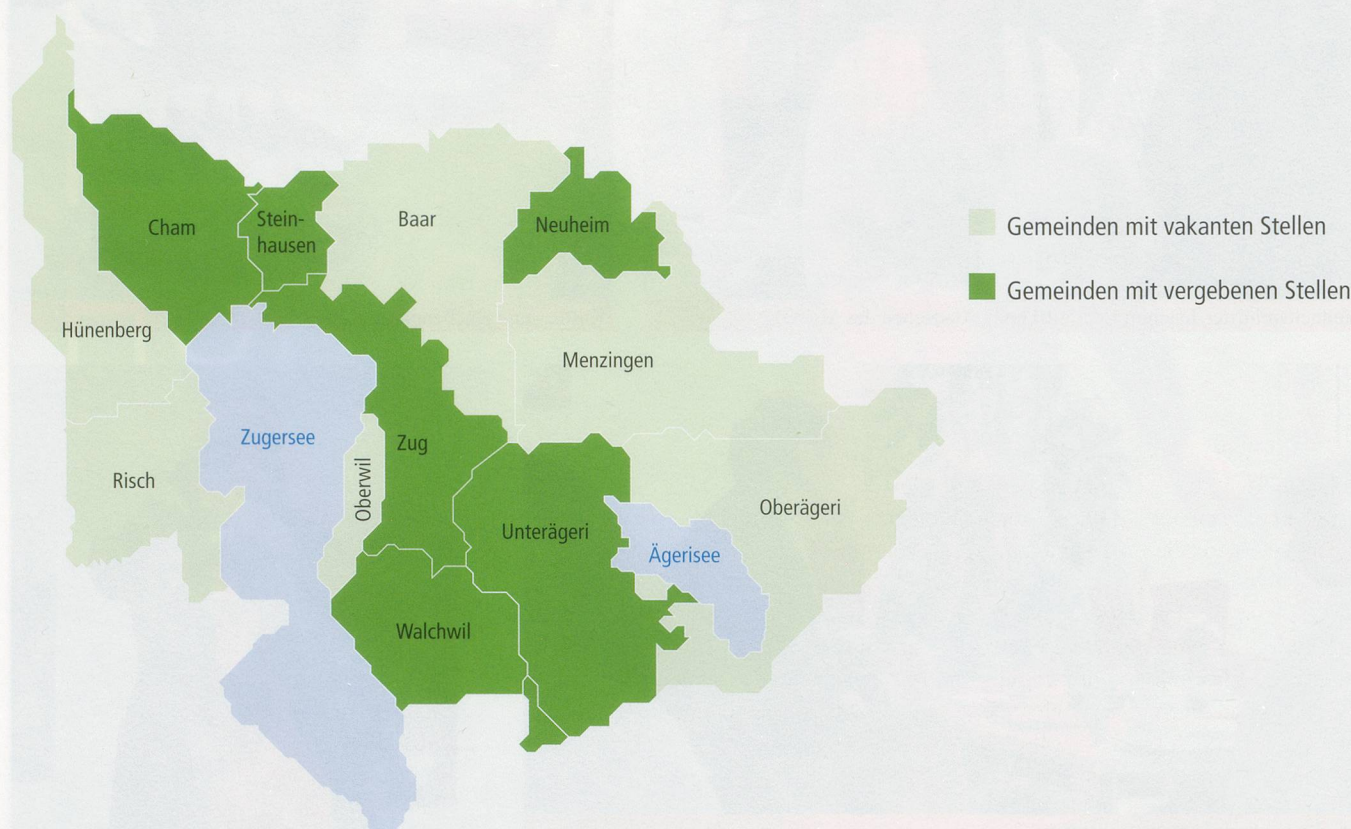 Cham
Stein-
hausen
Baar
Neuheim
Gemeinden mit vakanten Stellen
Gemeinden mit vergebenen Stellen
Hünenberg
Menzingen
Zugersee
Zug
Oberwil
Risch
Oberägeri
Unterägeri
Ägerisee
Walchwil